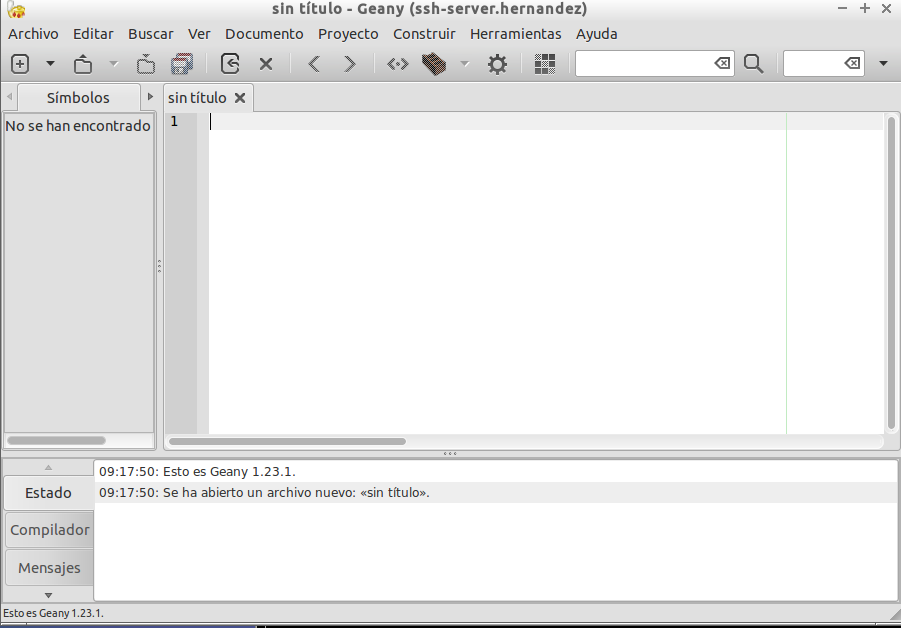 sin título - Geany (ssh-server.hernandez)
Archivo Editar Buscar Ver Documento Proyecto Construir Herramientas Ayuda
Símbolos
sin título
No se han encontrado
1
09:17:50: Esto es Geany 1.23.1.
09:17:50: Se ha abierto un archivo nuevo: «sin título».
Estado
Compilador
Mensajes
Esto es Geany 1.23.1.